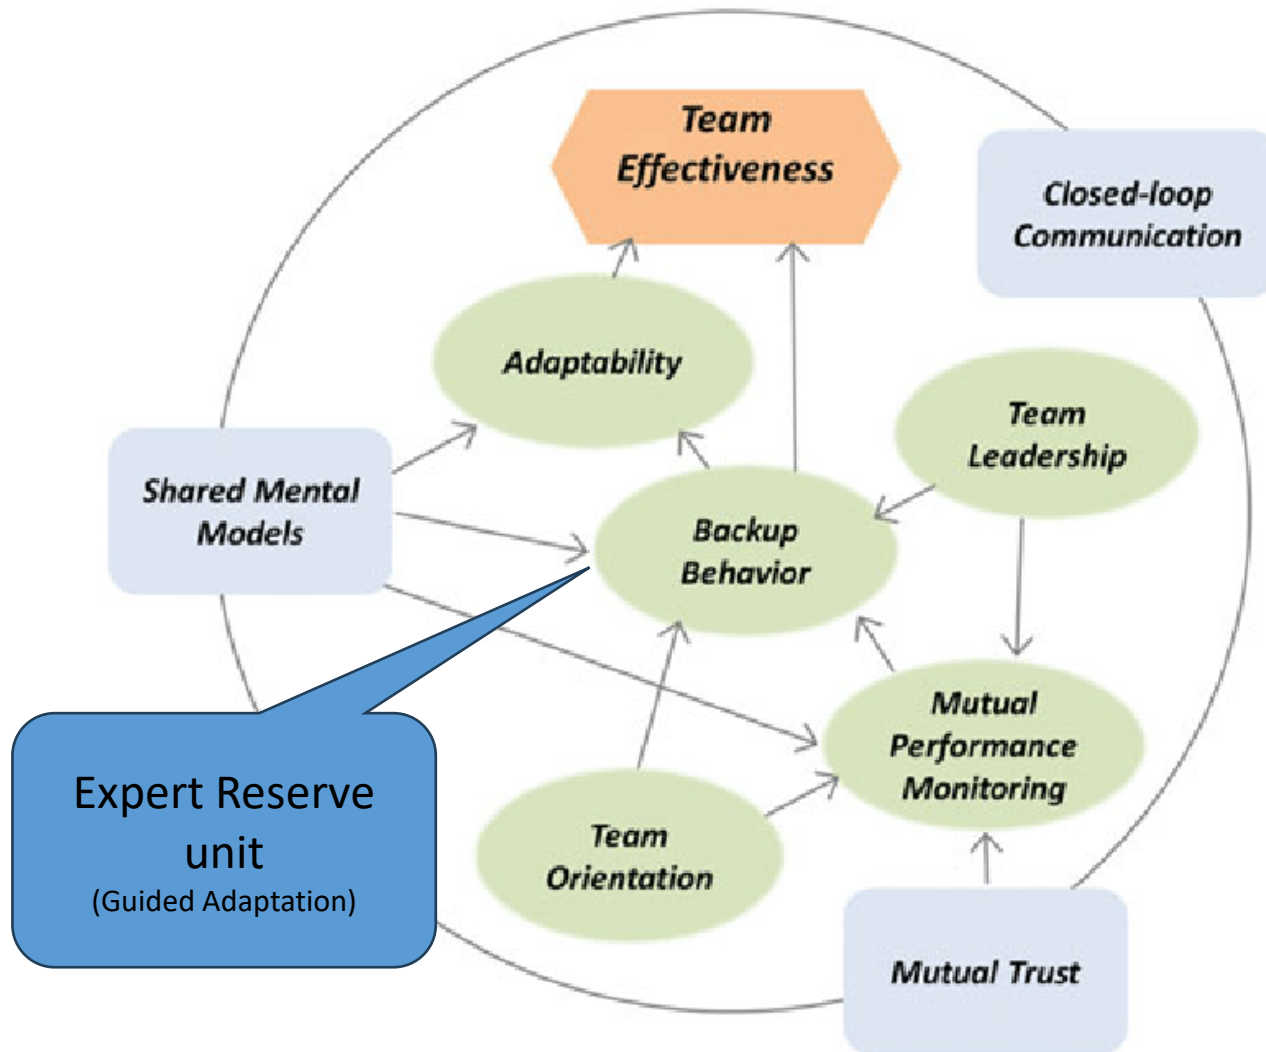 Team
Effectiveness
Closed-loop
Communication
Adaptability
Team
Leadership
Shared Mental
Models
Backup
Behavior
Mutual
Performance
Monitoring
Expert Reserve
unit
(Guided Adaptation)
Team
Orientation
Mutual Trust